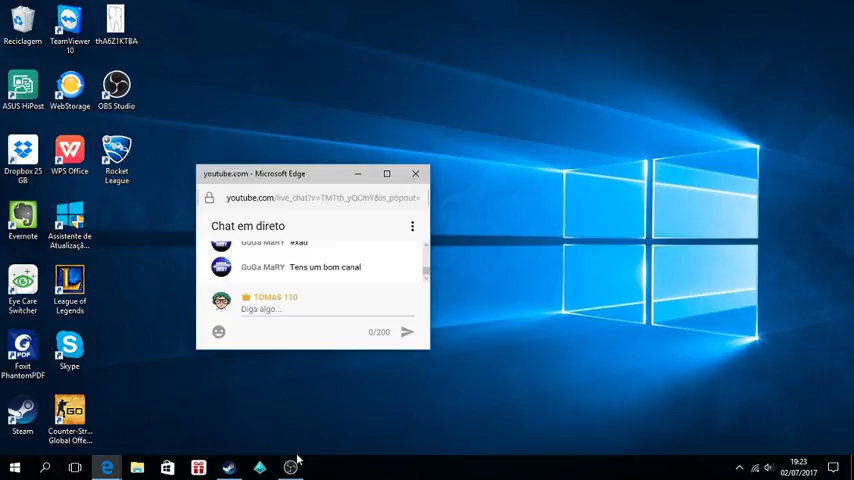 Reciclagem
TeamViewer
10
thA6Z1KTBA
ASUS HiPost
WebStorage
OBS Studio
Dropbox 25
GB
WPS Office
Rocket
League
Evernote
Assistente de
Atualização...
Eye Care
Switcher
League of
Legends
Foxit
PhantomPDF
Skype
Steam
Counter-Str...
Global Offe...
youtube.com - Microsoft Edge
youtube.com/live_chat?v=TMTth_yQCmY&is_popout=
Chat em direto
GuGa MaRY #xau
GuGa MaRY Tens um bom canal
TOMAS 110
Diga algo...
0/200
19:23
02/07/2017